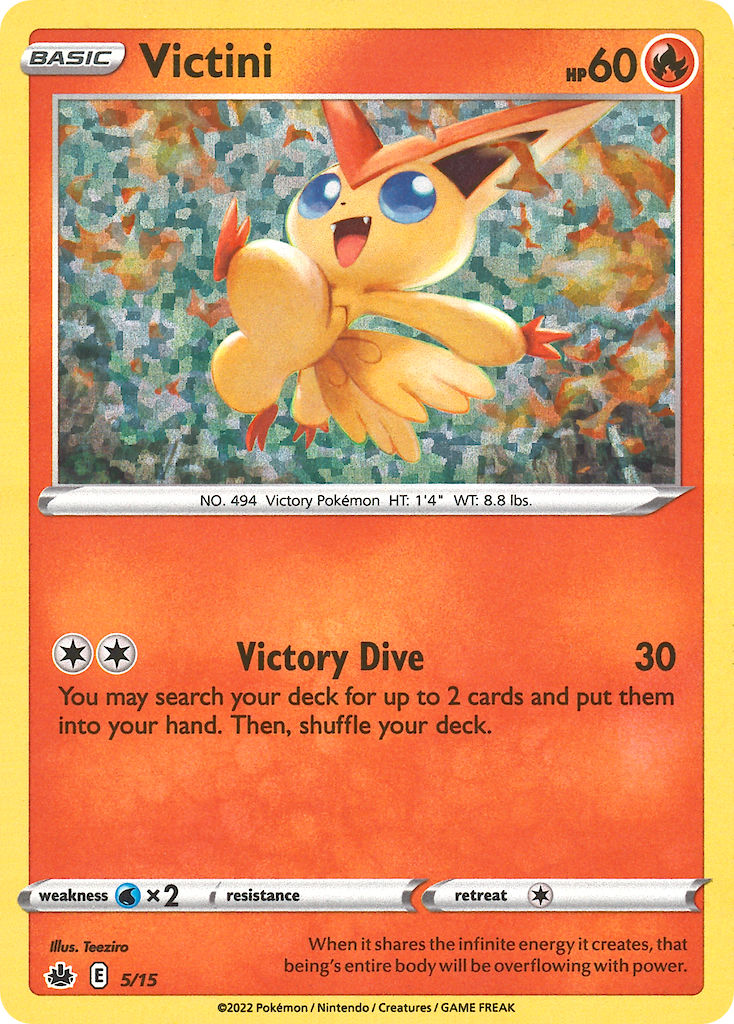 BASIC Victini HP60
NO. 494 Victory Pokémon HT: 1'4" WT: 8.8 lbs.
Victory Dive 30
You may search your deck for up to 2 cards and put them
into your hand. Then, shuffle your deck.
weakness ×2 resistance retreat
Illus. Teeziro
When it shares the infinite energy it creates, that
being's entire body will be overflowing with power.
E 5/15
©2022 Pokémon / Nintendo / Creatures / GAME FREAK